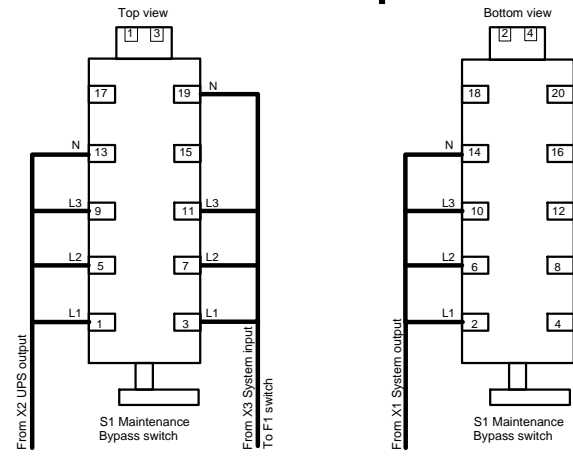 Top view
1 3
17 19 N
N 13 15
L3 9 11 L3
L2 5 7 L2
L1 1 3 L1
From X2 UPS output
From X3 System input
To F1 switch
S1 Maintenance
Bypass switch
Bottom view
2 4
18 20
N 14 16
L3 10 12
L2 6 8
L1 2 4
From X1 System output
S1 Maintenance
Bypass switch